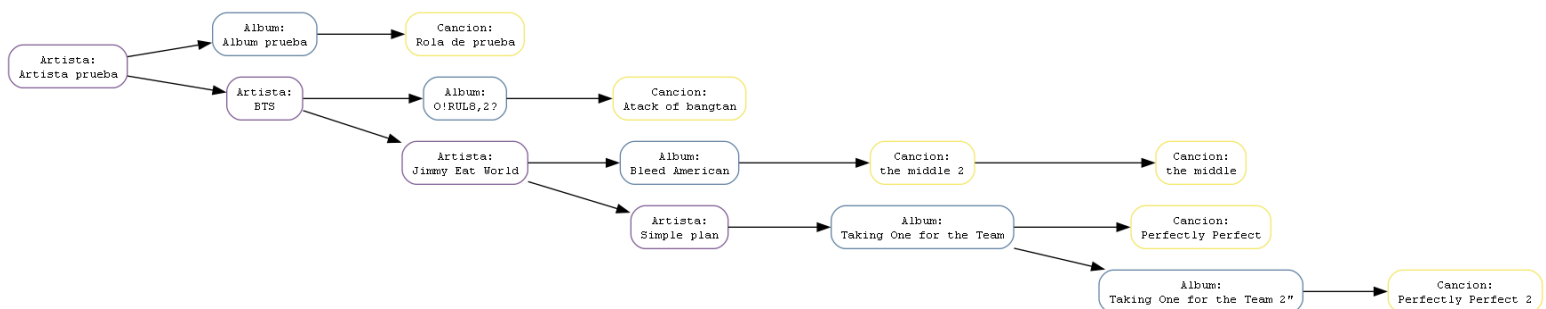 Album:
Album prueba
Cancion:
Rola de prueba
Artista:
Artista prueba
Artista:
BTS
Album:
O!RUL8,2?
Cancion:
Atack of bangtan
Artista:
Jimmy Eat World
Album:
Bleed American
Cancion:
the middle 2
Cancion:
the middle
Artista:
Simple plan
Album:
Taking One for the Team
Cancion:
Perfectly Perfect
Album:
Taking One for the Team 2"
Cancion:
Perfectly Perfect 2